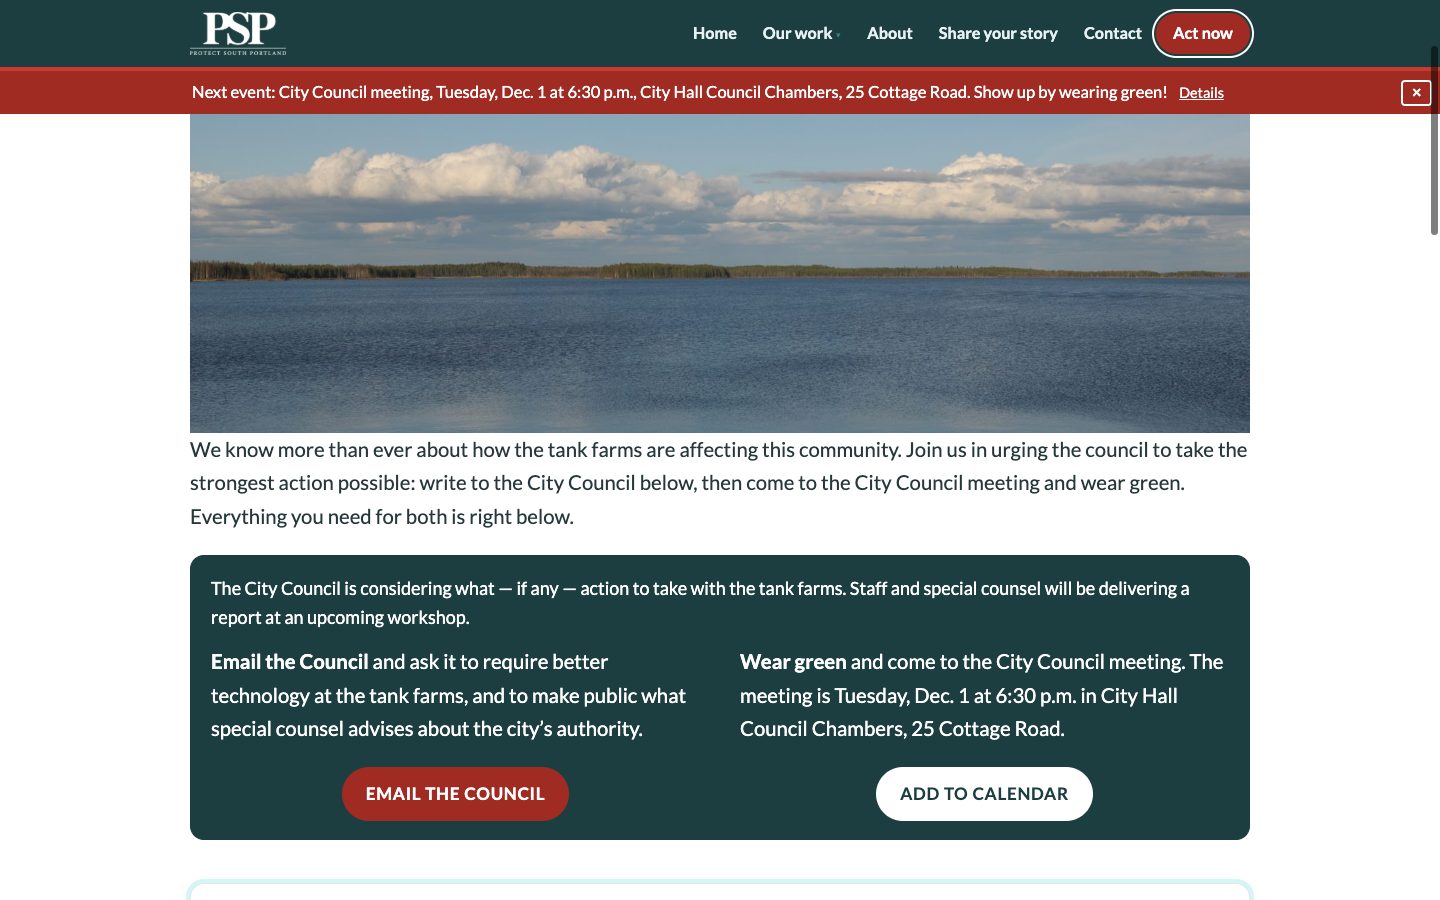 PSP
PROTECT SOUTH PORTLAND
Home Our work About Share your story Contact Act now
Next event: City Council meeting, Tuesday, Dec. 1 at 6:30 p.m., City Hall Council Chambers, 25 Cottage Road. Show up by wearing green! Details ×
We know more than ever about how the tank farms are affecting this community. Join us in urging the council to take the
strongest action possible: write to the City Council below, then come to the City Council meeting and wear green.
Everything you need for both is right below.
The City Council is considering what — if any — action to take with the tank farms. Staff and special counsel will be delivering a
report at an upcoming workshop.
Email the Council and ask it to require better
technology at the tank farms, and to make public what
special counsel advises about the city’s authority.
EMAIL THE COUNCIL
Wear green and come to the City Council meeting. The
meeting is Tuesday, Dec. 1 at 6:30 p.m. in City Hall
Council Chambers, 25 Cottage Road.
ADD TO CALENDAR